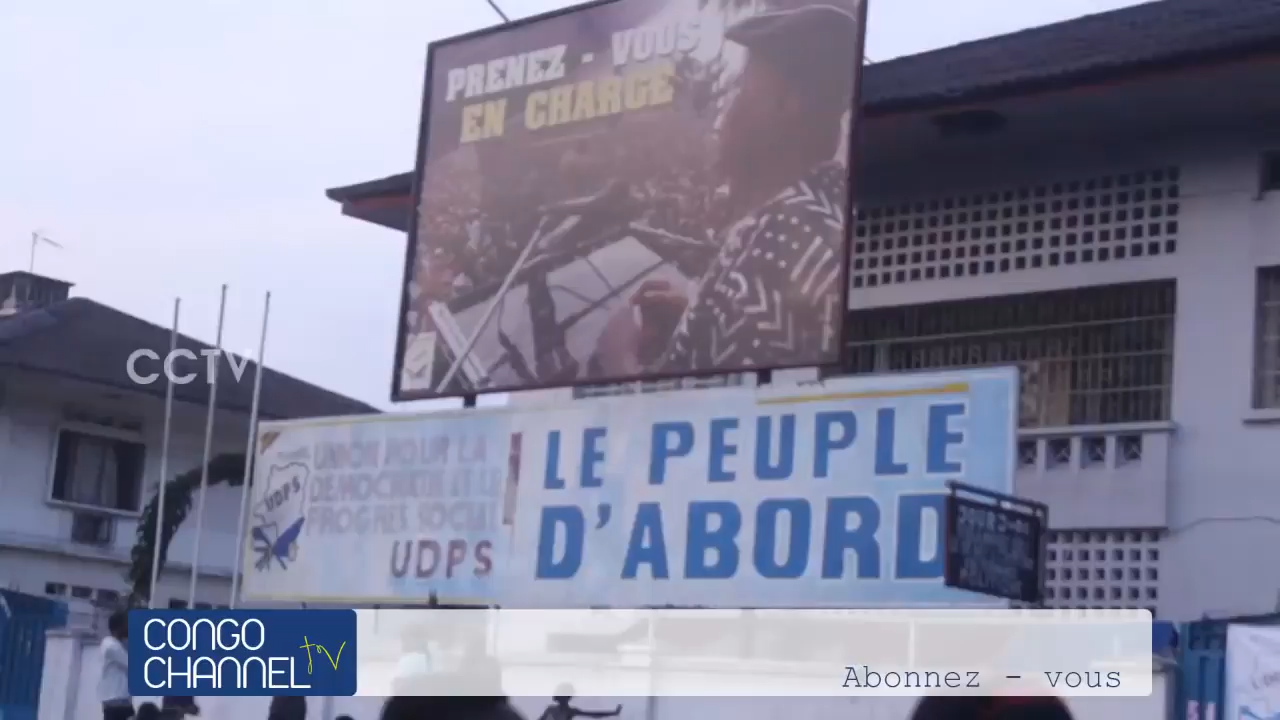 PRENEZ - VOUS
EN CHARGE
CCTV
UNION POUR LA
DEMOCRATIE ET LE
PROGRES SOCIAL
UDPS
UDPS
LE PEUPLE
D'ABORD
CONGO
CHANNEL tv
Abonnez - vous